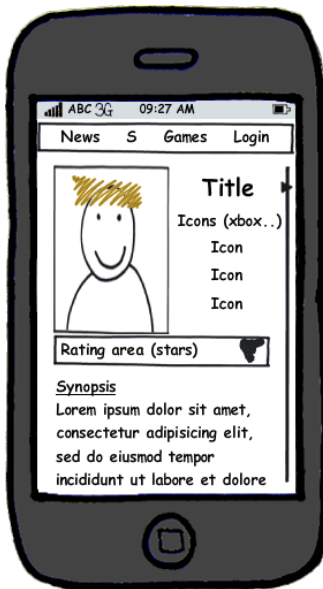 ABC 3G 09:27 AM
News S Games Login
Title
Icons (xbox..)
Icon
Icon
Icon
Rating area (stars)
Synopsis
Lorem ipsum dolor sit amet,
consectetur adipisicing elit,
sed do eiusmod tempor
incididunt ut labore et dolore